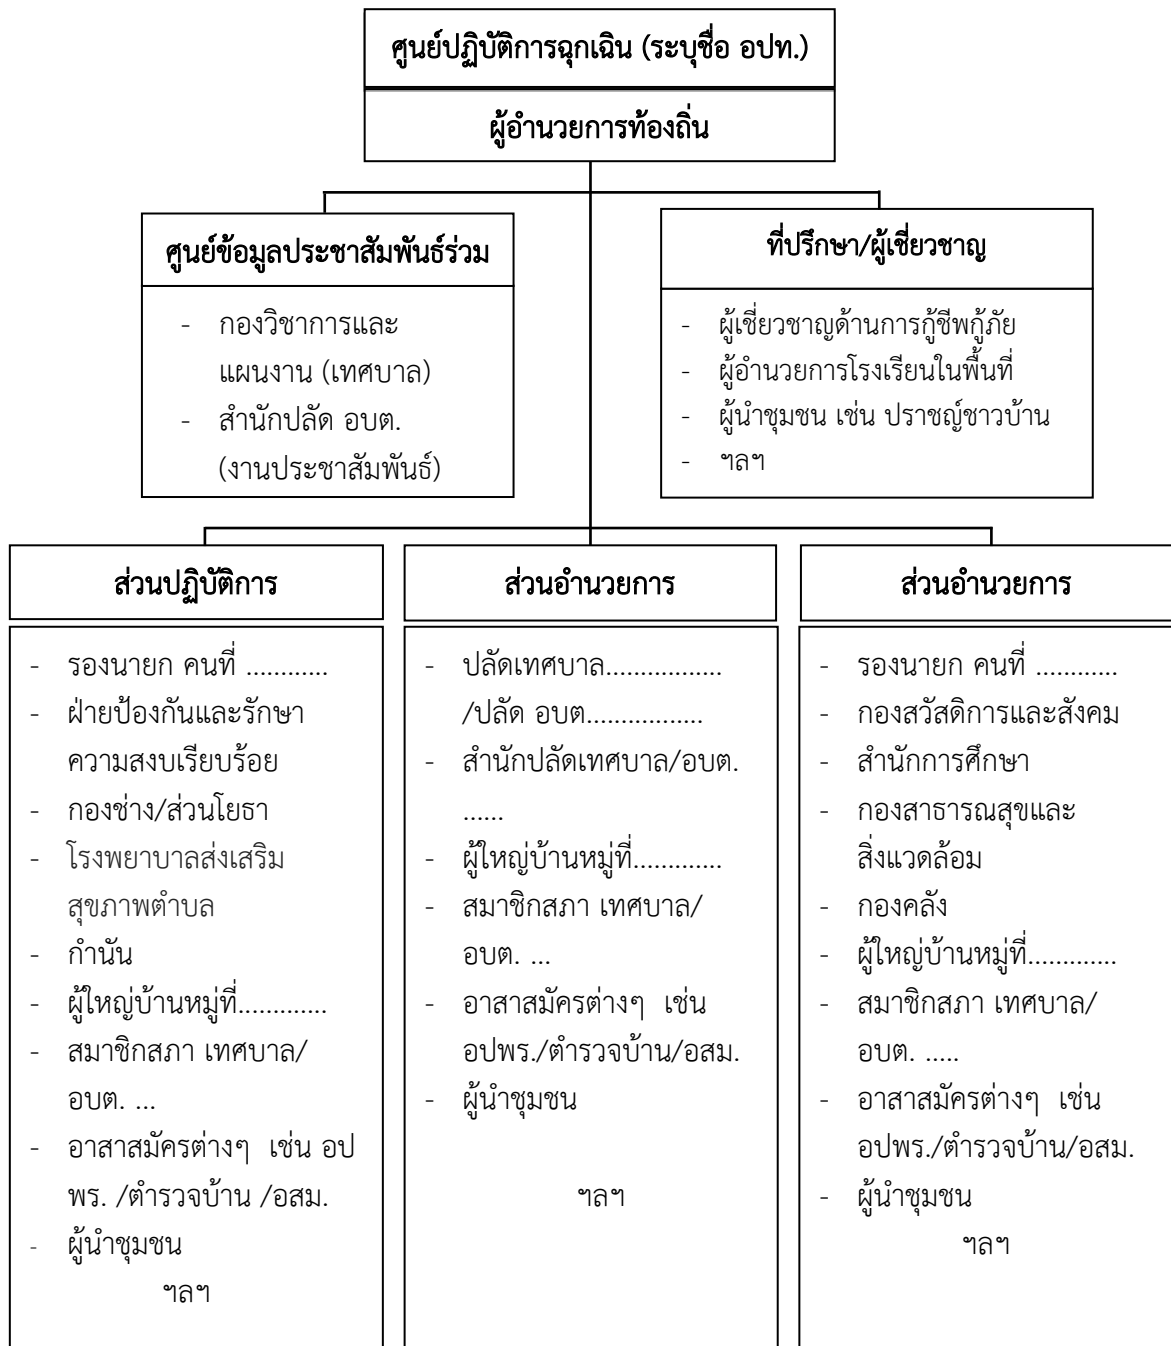 ศูนย์ปฏิบัติการฉุกเฉิน (ระบุชื่อ อปท.)
ผู้อำนวยการท้องถิ่น
ศูนย์ข้อมูลประชาสัมพันธ์ร่วม
- กองวิชาการและ
แผนงาน (เทศบาล)
- สำนักปลัด อบต.
(งานประชาสัมพันธ์)
ที่ปรึกษา/ผู้เชี่ยวชาญ
- ผู้เชี่ยวชาญด้านการกู้ชีพกู้ภัย
- ผู้อำนวยการโรงเรียนในพื้นที่
- ผู้นำชุมชน เช่น ปราชญ์ชาวบ้าน
- ฯลฯ
ส่วนปฏิบัติการ
- รองนายก คนที่ ............
- ฝ่ายป้องกันและรักษา
ความสงบเรียบร้อย
- กองช่าง/ส่วนโยธา
- โรงพยาบาลส่งเสริม
สุขภาพตำบล
- กำนัน
- ผู้ใหญ่บ้านหมู่ที่.............
- สมาชิกสภา เทศบาล/
อบต. ...
- อาสาสมัครต่างๆ เช่น อป
พร. /ตำรวจบ้าน /อสม.
- ผู้นำชุมชน
ฯลฯ
ส่วนอำนวยการ
- ปลัดเทศบาล.................
/ปลัด อบต.................
- สำนักปลัดเทศบาล/อบต.
......
- ผู้ใหญ่บ้านหมู่ที่.............
- สมาชิกสภา เทศบาล/
อบต. ...
- อาสาสมัครต่างๆ เช่น
อปพร./ตำรวจบ้าน/อสม.
- ผู้นำชุมชน
ฯลฯ
ส่วนอำนวยการ
- รองนายก คนที่ ............
- กองสวัสดิการและสังคม
- สำนักการศึกษา
- กองสาธารณสุขและ
สิ่งแวดล้อม
- กองคลัง
- ผู้ใหญ่บ้านหมู่ที่.............
- สมาชิกสภา เทศบาล/
อบต. .....
- อาสาสมัครต่างๆ เช่น
อปพร./ตำรวจบ้าน/อสม.
- ผู้นำชุมชน
ฯลฯ